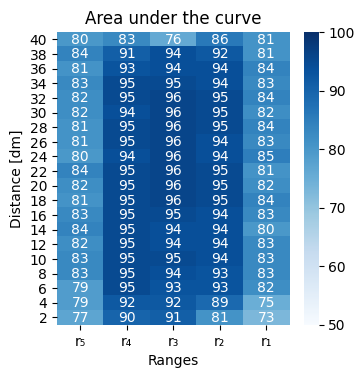 Area under the curve
40 80 83 76 86 81 100
38 84 91 94 92 81
36 81 93 94 94 84
34 83 95 95 94 83 90
32 82 95 96 95 84
30 82 94 96 95 82
28 81 95 96 95 84
26 81 95 96 94 83 80
24 80 94 96 94 85
22 84 95 96 95 81
20 82 95 96 95 82
18 81 95 96 95 84 70
16 83 95 95 94 83
14 84 95 94 94 80
12 82 95 94 94 83
10 83 95 95 94 83 60
8 83 95 94 93 83
6 79 95 93 93 82
4 79 92 92 89 75
2 77 90 91 81 73 50
Distance [dm]
r₅ r₄ r₃ r₂ r₁
Ranges